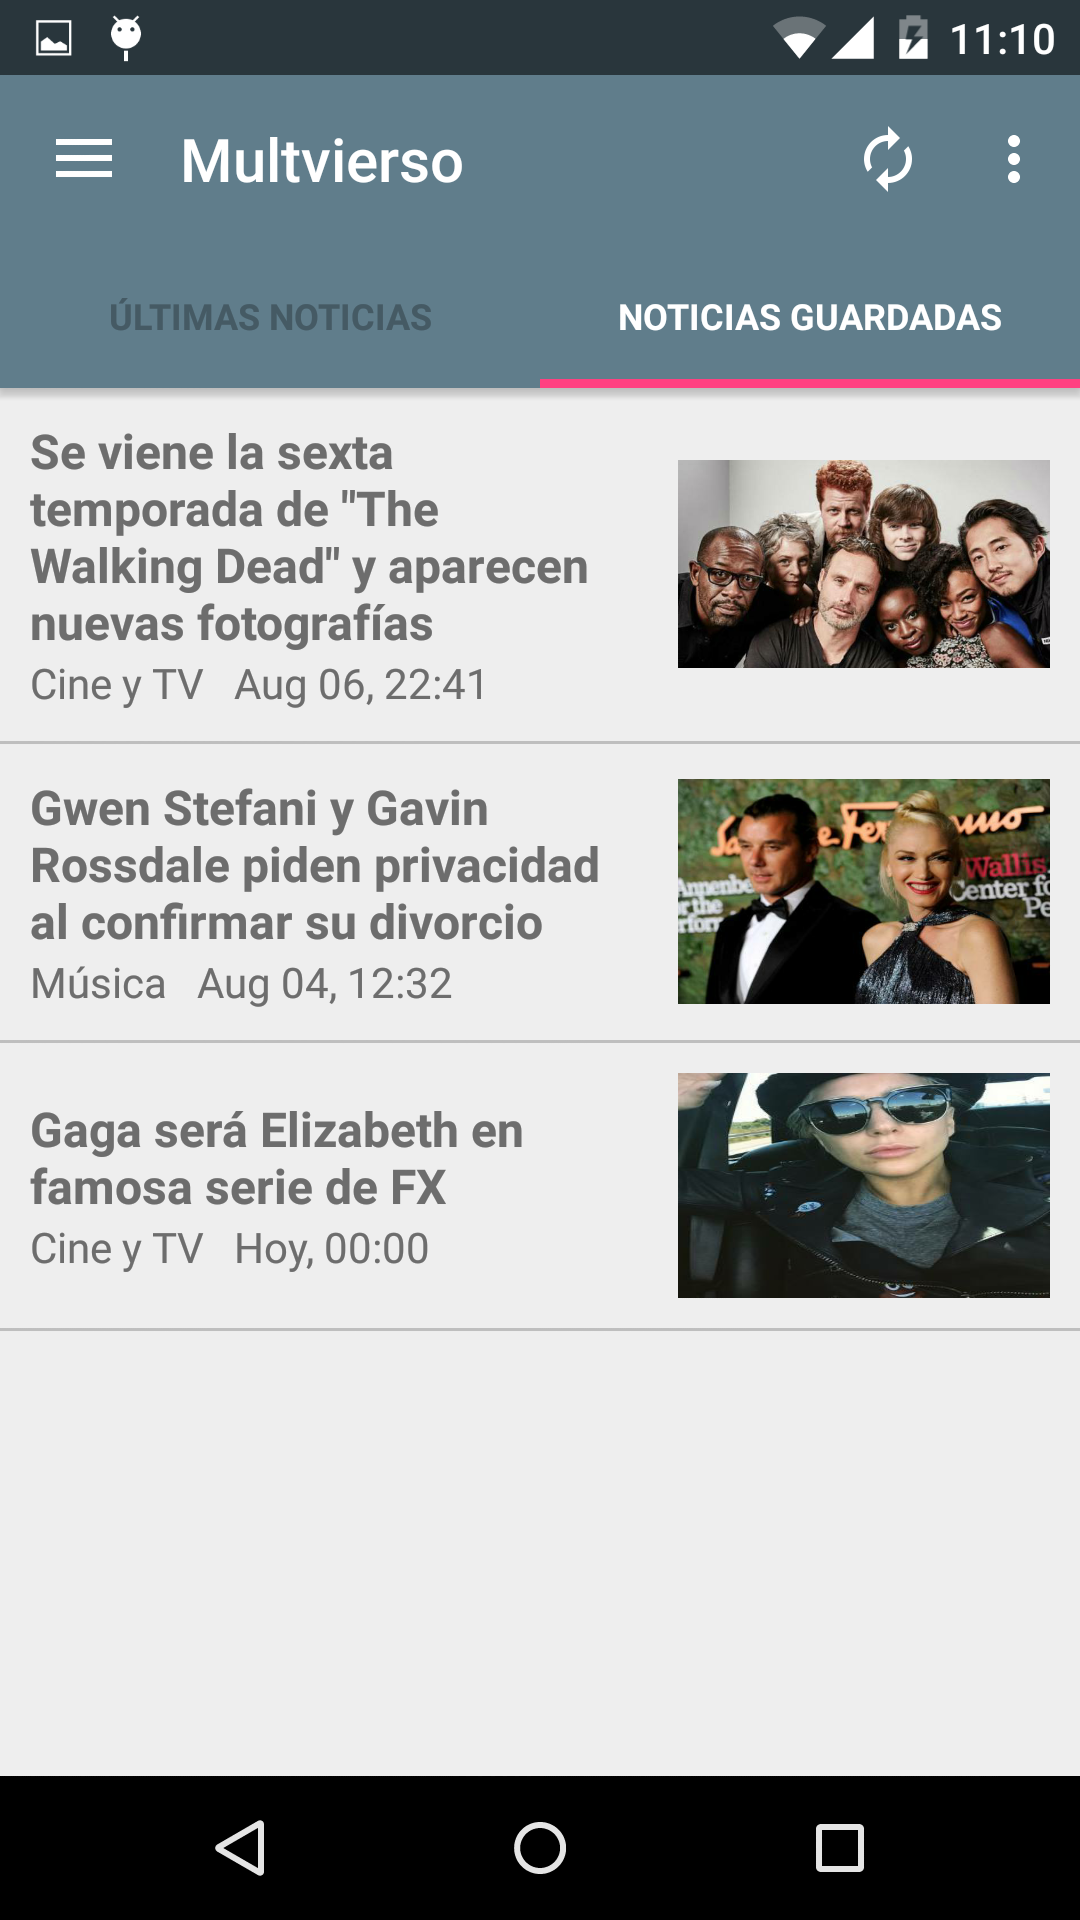 11:10
Multvierso
ÚLTIMAS NOTICIAS
NOTICIAS GUARDADAS
Se viene la sexta
temporada de "The
Walking Dead" y aparecen
nuevas fotografías
Cine y TV Aug 06, 22:41
Gwen Stefani y Gavin
Rossdale piden privacidad
al confirmar su divorcio
Música Aug 04, 12:32
Wallis
Center
Gaga será Elizabeth en
famosa serie de FX
Cine y TV Hoy, 00:00